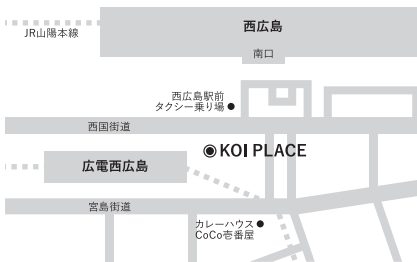 西広島
JR山陽本線
南口
西広島駅前
タクシー乗り場
西国街道
KOI PLACE
広電西広島
宮島街道
カレーハウス
CoCo壱番屋